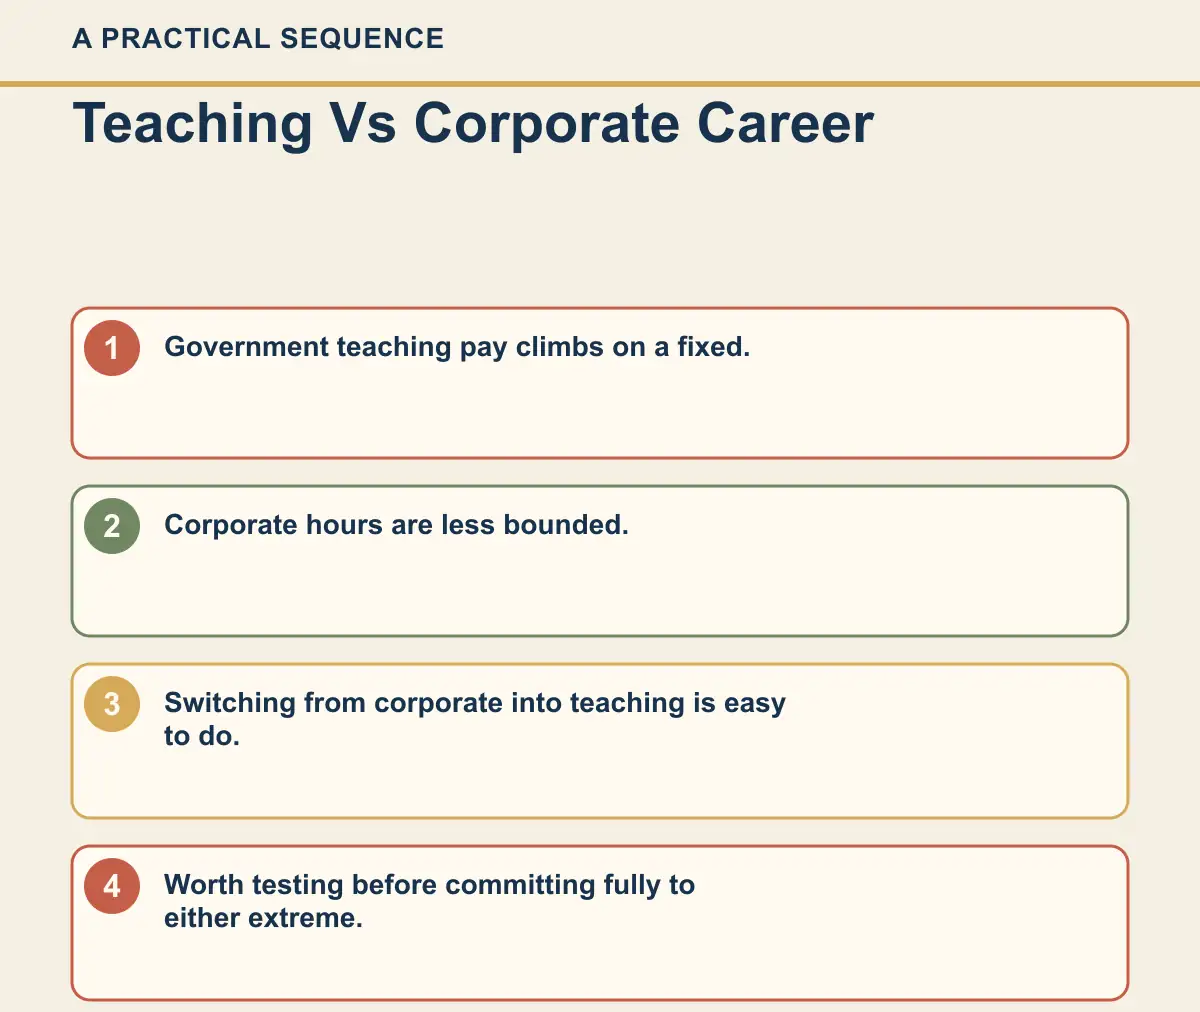 A PRACTICAL SEQUENCE
Teaching Vs Corporate Career
1
Government teaching pay climbs on a fixed.
2
Corporate hours are less bounded.
3
Switching from corporate into teaching is easy
to do.
4
Worth testing before committing fully to
either extreme.